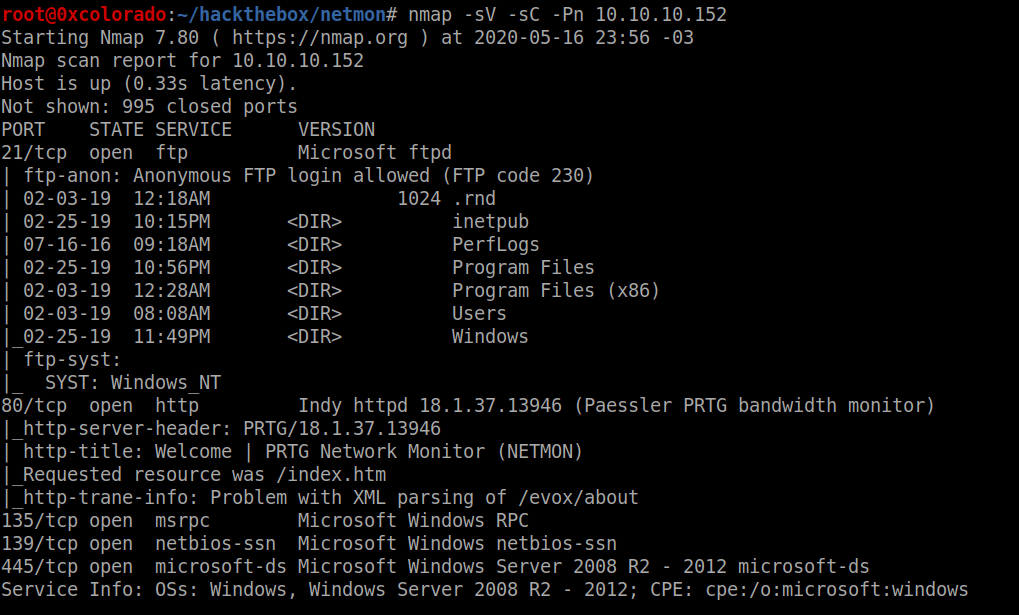 root@0xcolorado:~/hackthebox/netmon# nmap -sV -sC -Pn 10.10.10.152
Starting Nmap 7.80 ( https://nmap.org ) at 2020-05-16 23:56 -03
Nmap scan report for 10.10.10.152
Host is up (0.33s latency).
Not shown: 995 closed ports
PORT    STATE SERVICE      VERSION
21/tcp  open  ftp          Microsoft ftpd
| ftp-anon: Anonymous FTP login allowed (FTP code 230)
| 02-03-19  12:18AM                 1024 .rnd
| 02-25-19  10:15PM       <DIR>          inetpub
| 07-16-16  09:18AM       <DIR>          PerfLogs
| 02-25-19  10:56PM       <DIR>          Program Files
| 02-03-19  12:28AM       <DIR>          Program Files (x86)
| 02-03-19  08:08AM       <DIR>          Users
|_02-25-19  11:49PM       <DIR>          Windows
| ftp-syst:
|_  SYST: Windows_NT
80/tcp  open  http         Indy httpd 18.1.37.13946 (Paessler PRTG bandwidth monitor)
|_http-server-header: PRTG/18.1.37.13946
| http-title: Welcome | PRTG Network Monitor (NETMON)
|_Requested resource was /index.htm
|_http-trane-info: Problem with XML parsing of /evox/about
135/tcp open  msrpc        Microsoft Windows RPC
139/tcp open  netbios-ssn  Microsoft Windows netbios-ssn
445/tcp open  microsoft-ds Microsoft Windows Server 2008 R2 - 2012 microsoft-ds
Service Info: OSs: Windows, Windows Server 2008 R2 - 2012; CPE: cpe:/o:microsoft:windows